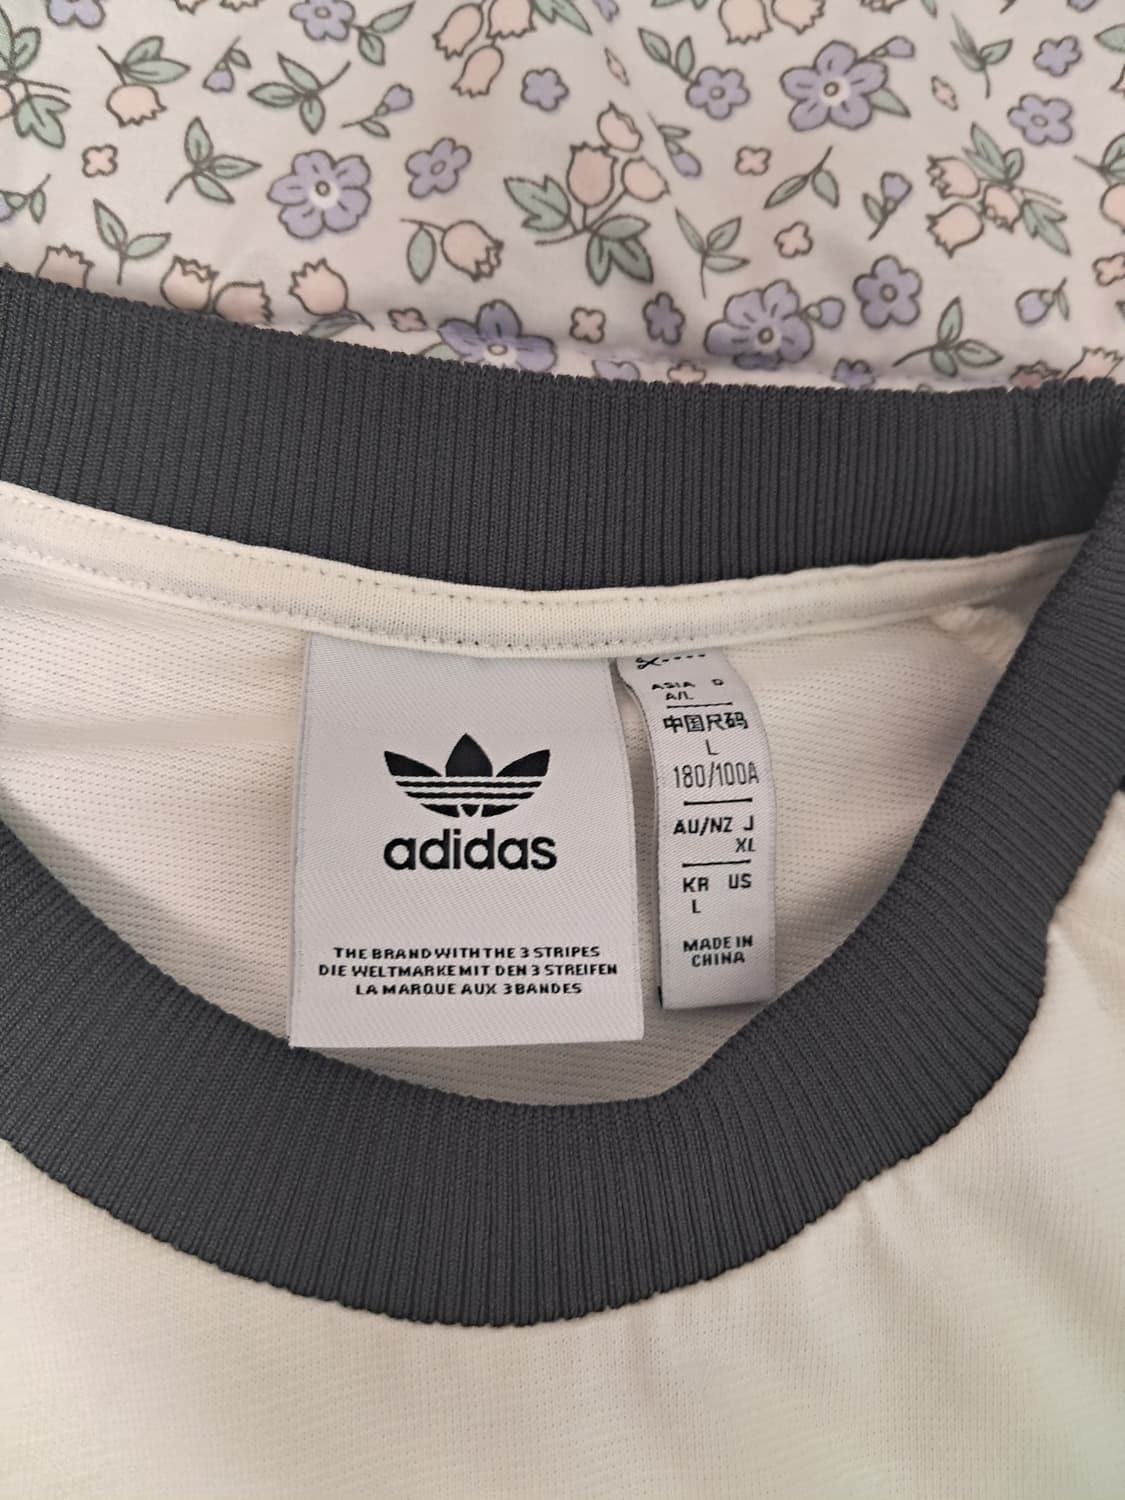 adidas
THE BRAND WITH THE 3 STRIPES
DIE WELTMARKE MIT DEN 3 STREIFEN
LA MARQUE AUX 3 BANDES
ASIA D
A/L
中国尺码
L
180/100A
AU/NZ J
XL
KR US
L
MADE IN
CHINA